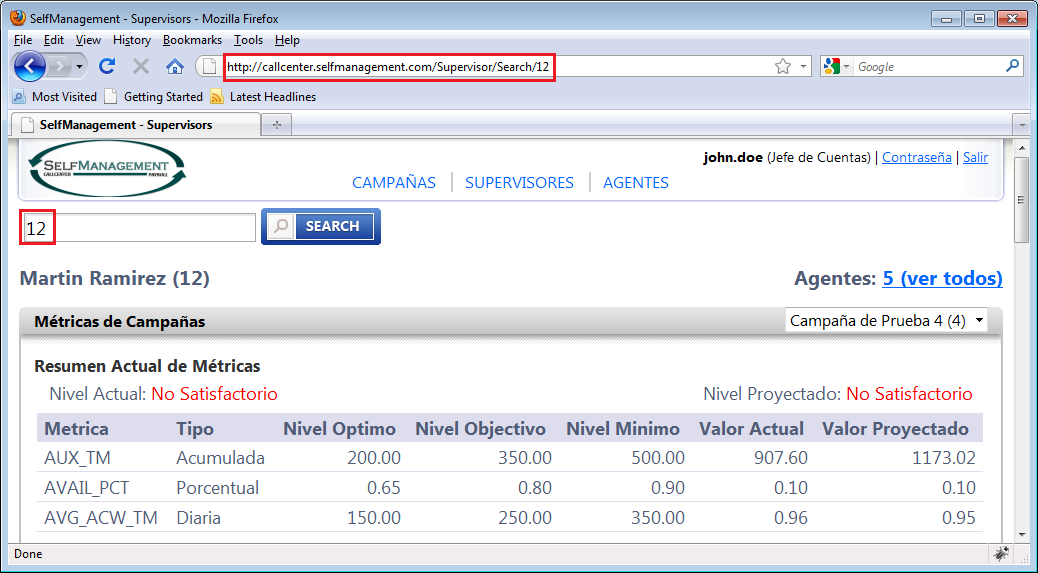 SelfManagement - Supervisors - Mozilla Firefox
File Edit View History Bookmarks Tools Help
http://callcenter.selfmanagement.com/Supervisor/Search/12 Google
Most Visited Getting Started Latest Headlines
SelfManagement - Supervisors
SELFMANAGEMENT
CALLCENTER PAYROLL
john.doe (Jefe de Cuentas) | Contraseña | Salir
CAMPAÑAS SUPERVISORES AGENTES
12 SEARCH
Martin Ramirez (12) Agentes: 5 (ver todos)
Métricas de Campañas Campaña de Prueba 4 (4)
Resumen Actual de Métricas
Nivel Actual: No Satisfactorio Nivel Proyectado: No Satisfactorio
Metrica Tipo Nivel Optimo Nivel Objectivo Nivel Minimo Valor Actual Valor Proyectado
AUX_TM Acumulada 200.00 350.00 500.00 907.60 1173.02
AVAIL_PCT Porcentual 0.65 0.80 0.90 0.10 0.10
AVG_ACW_TM Diaria 150.00 250.00 350.00 0.96 0.95
Done